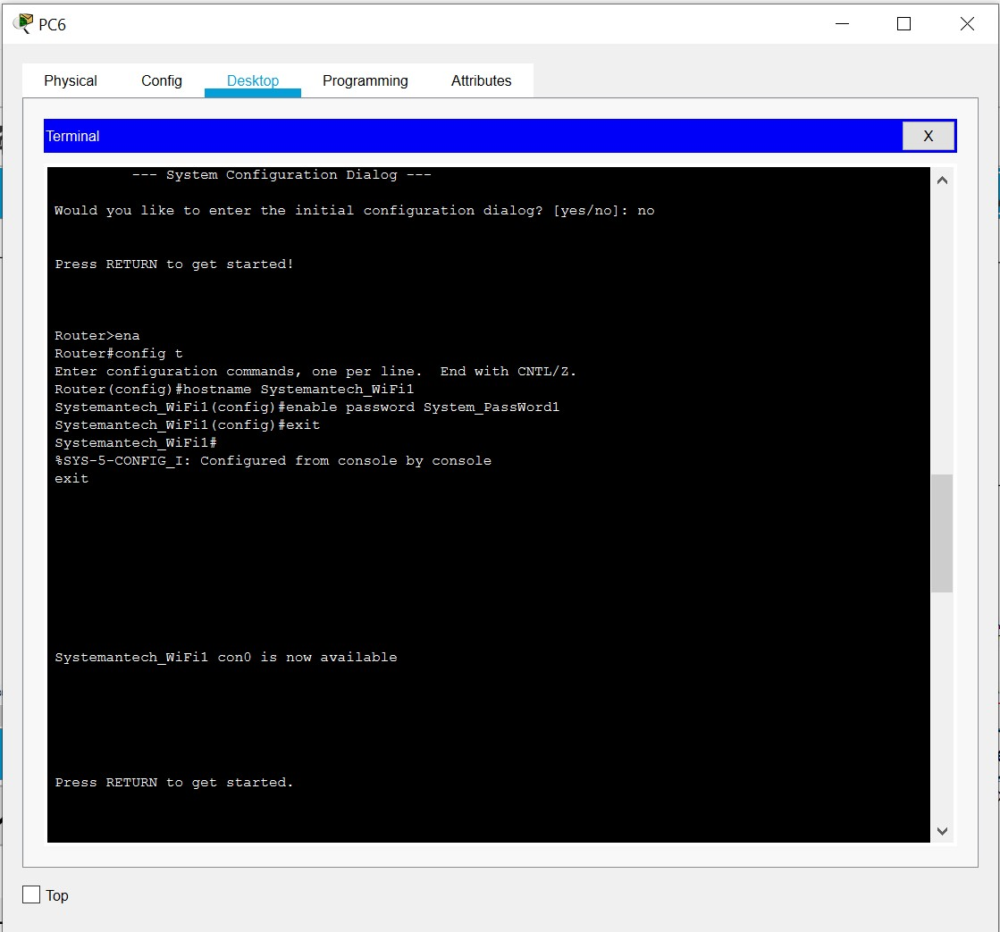 PC6
Physical Config Desktop Programming Attributes
Terminal X
--- System Configuration Dialog ---
Would you like to enter the initial configuration dialog? [yes/no]: no
Press RETURN to get started!
Router>ena
Router#config t
Enter configuration commands, one per line.  End with CNTL/Z.
Router(config)#hostname Systemantech_WiFi1
Systemantech_WiFi1(config)#enable password System_PassWord1
Systemantech_WiFi1(config)#exit
Systemantech_WiFi1#
%SYS-5-CONFIG_I: Configured from console by console
exit
Systemantech_WiFi1 con0 is now available
Press RETURN to get started.
Top